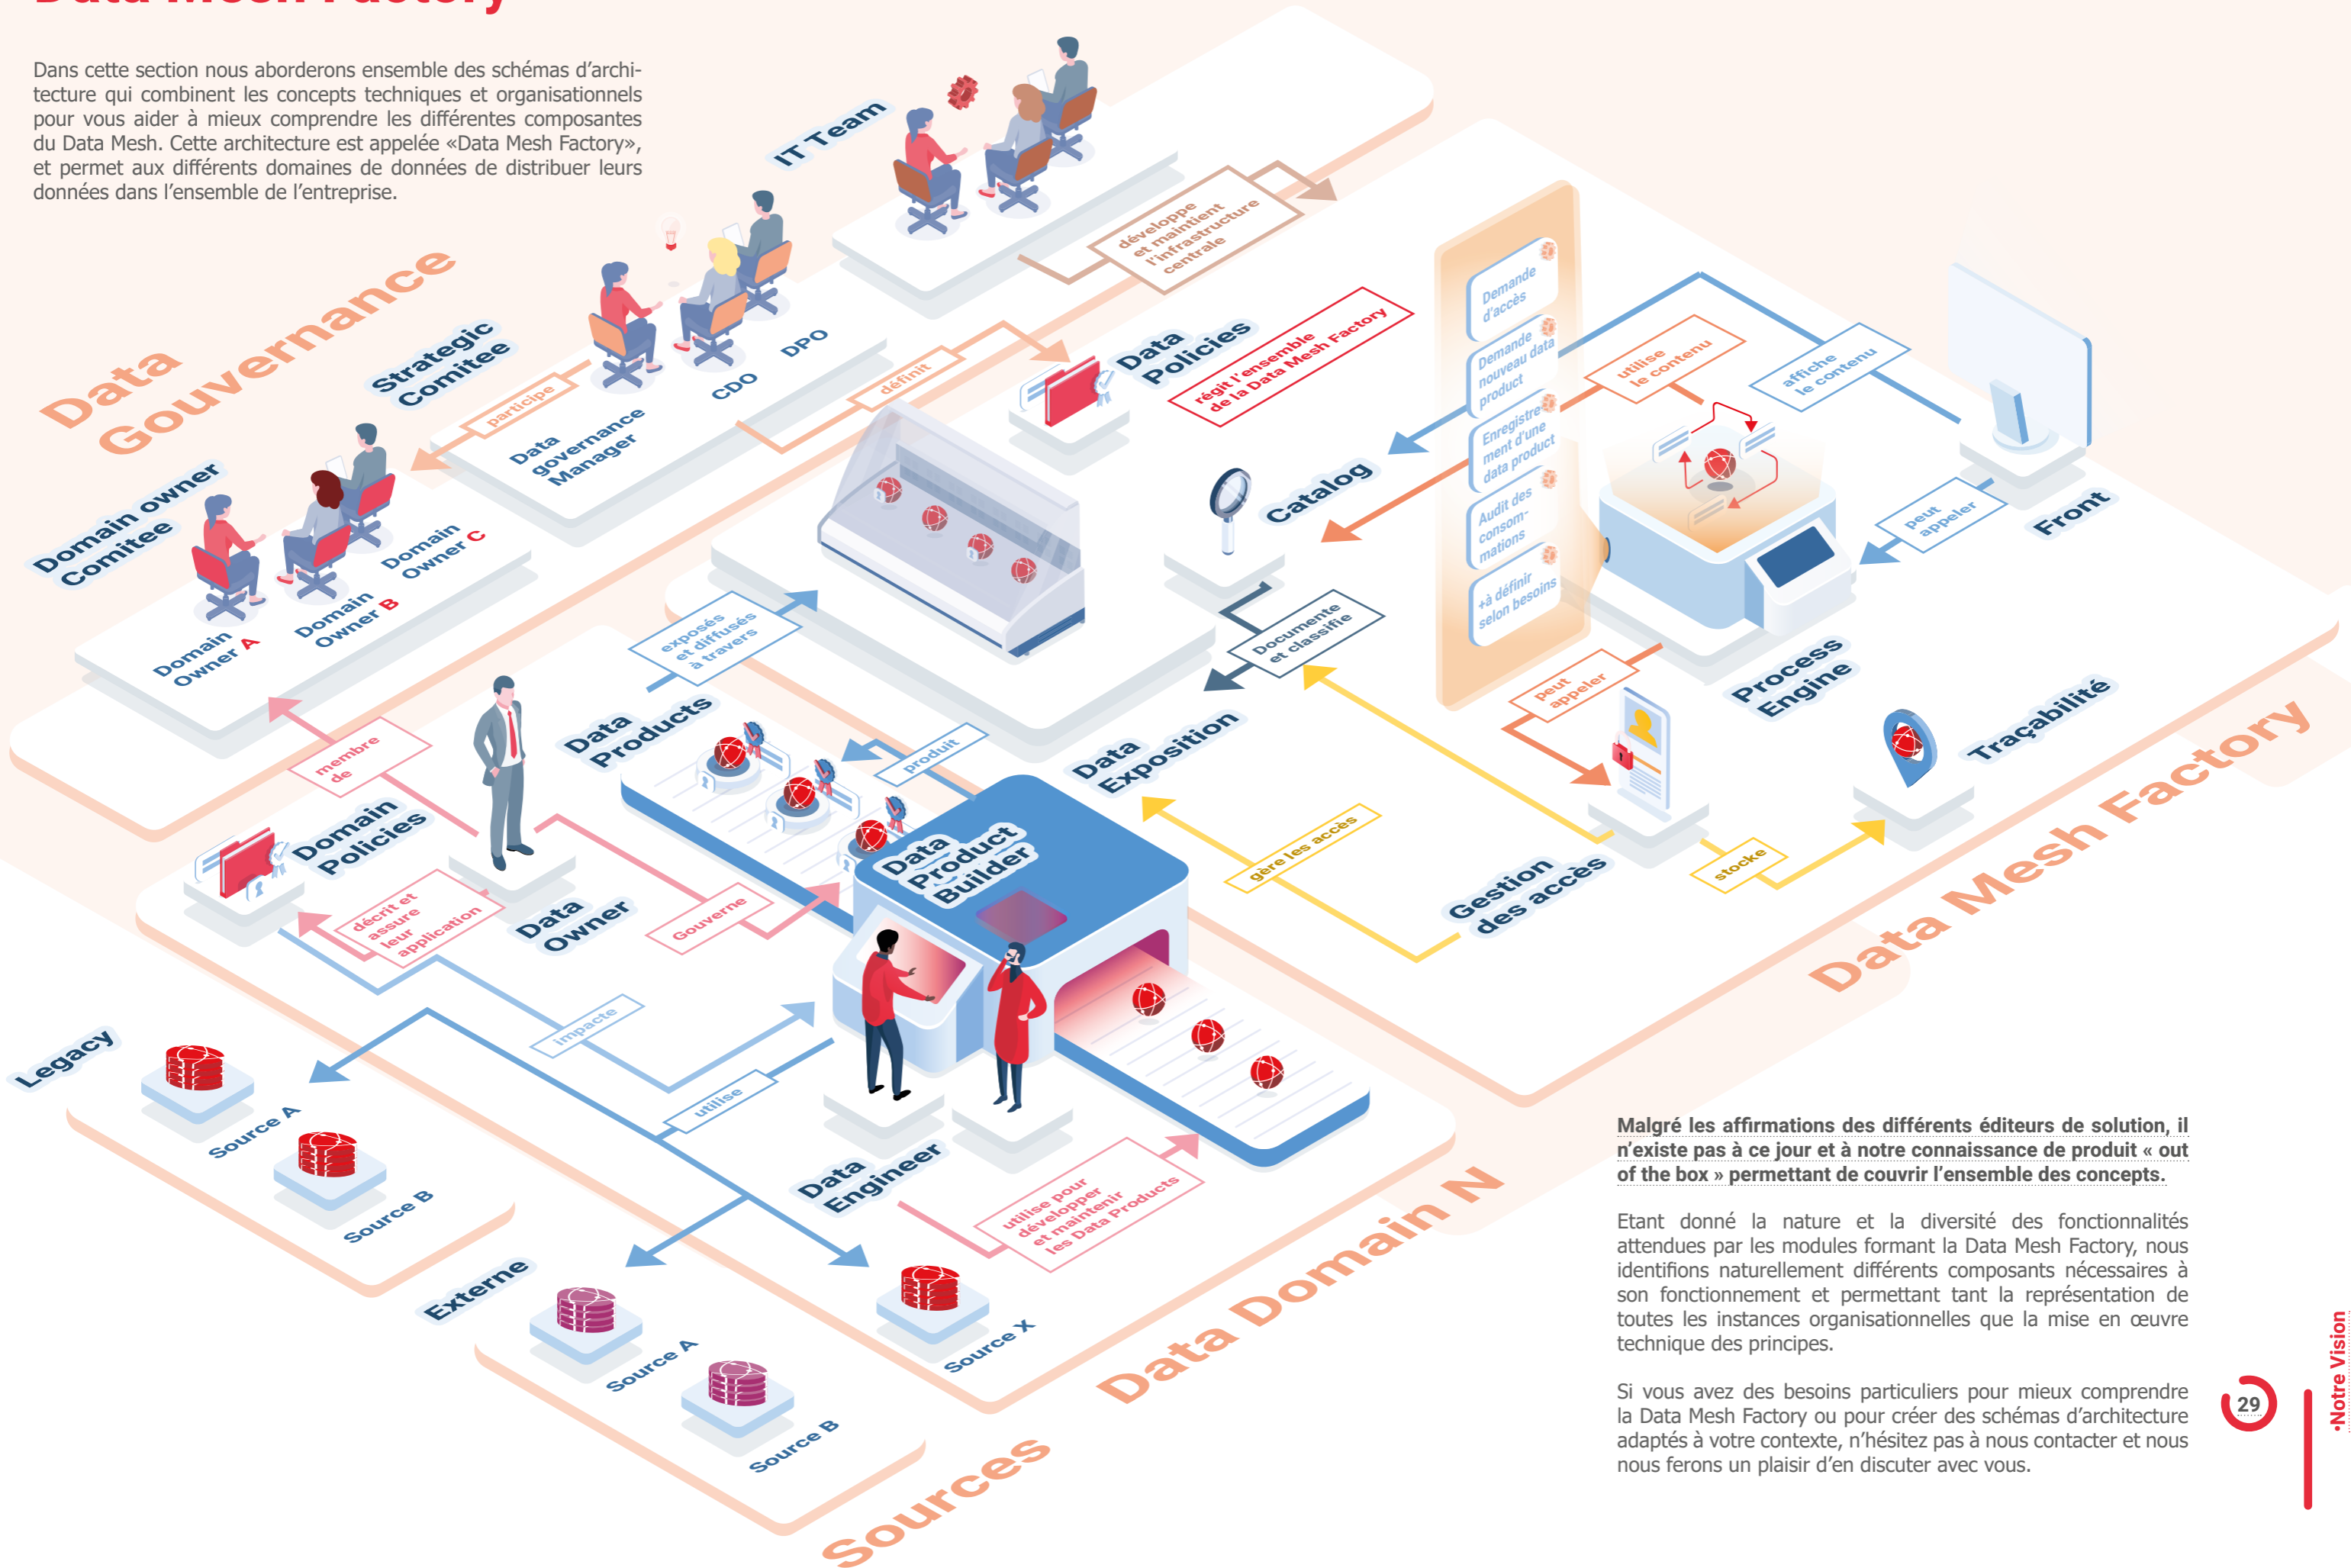 Data Mesh Factory
Dans cette section nous aborderons ensemble des schémas d'archi-
tecture qui combinent les concepts techniques et organisationnels
pour vous aider à mieux comprendre les différentes composantes
du Data Mesh. Cette architecture est appelée «Data Mesh Factory»,
et permet aux différents domaines de données de distribuer leurs
données dans l'ensemble de l'entreprise.
Data
Gouvernance
IT Team
développe
et maintient
l'infrastructure
centrale
Strategic
Comitee
participe
Data
governance
Manager
CDO
DPO
définit
Domain owner
Comitee
Domain
Owner A
Domain
Owner B
Domain
Owner C
Data
Policies
régit l'ensemble
de la Data Mesh Factory
Catalog
Demande
d'accès
Demande
nouveau data
product
Enregistre-
ment d'une
data product
Audit des
consom-
mations
+à définir
selon besoins
utilise
le contenu
affiche
le contenu
peut
appeler
Front
Process
Engine
peut
appeler
Documente
et classifie
exposés
et diffusés
à travers
Data
Exposition
gère les accès
Gestion
des accès
stocke
Traçabilité
Data Mesh Factory
Data
Products
produit
Data
Product
Builder
membre
de
Domain
Policies
décrit et
assure
leur
application
Data
Owner
Gouverne
impacte
utilise
Data
Engineer
utilise pour
développer
et maintenir
les Data Products
Data Domain N
Legacy
Source A
Source B
Externe
Source A
Source B
Source X
Sources
Malgré les affirmations des différents éditeurs de solution, il
n'existe pas à ce jour et à notre connaissance de produit « out
of the box » permettant de couvrir l'ensemble des concepts.
Etant donné la nature et la diversité des fonctionnalités
attendues par les modules formant la Data Mesh Factory, nous
identifions naturellement différents composants nécessaires à
son fonctionnement et permettant tant la représentation de
toutes les instances organisationnelles que la mise en œuvre
technique des principes.
Si vous avez des besoins particuliers pour mieux comprendre
la Data Mesh Factory ou pour créer des schémas d'architecture
adaptés à votre contexte, n'hésitez pas à nous contacter et nous
nous ferons un plaisir d'en discuter avec vous.
29
•Notre Vision